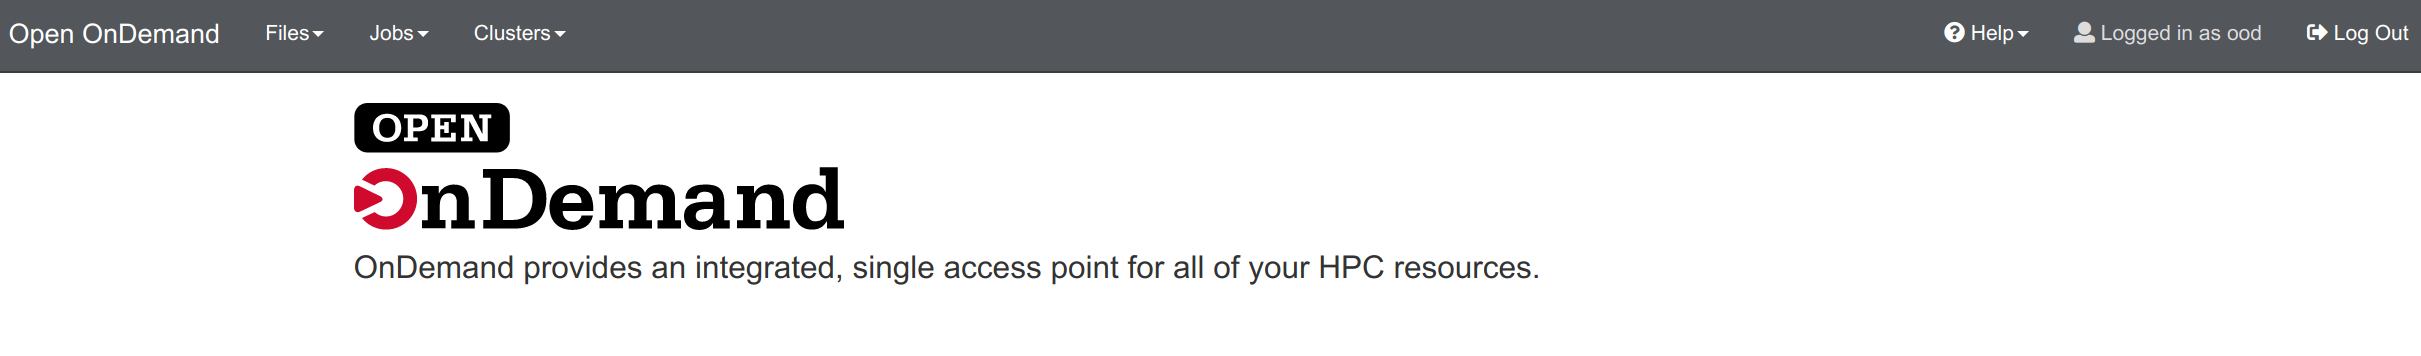 Open OnDemand Files Jobs Clusters Help Logged in as ood Log Out
OPEN
OnDemand
OnDemand provides an integrated, single access point for all of your HPC resources.